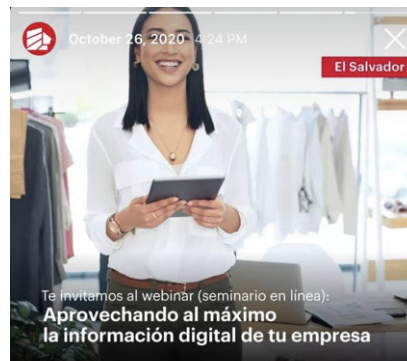 October 26, 2020 4:24 PM
El Salvador
Te invitamos al webinar (seminario en línea):
Aprovechando al máximo
la información digital de tu empresa